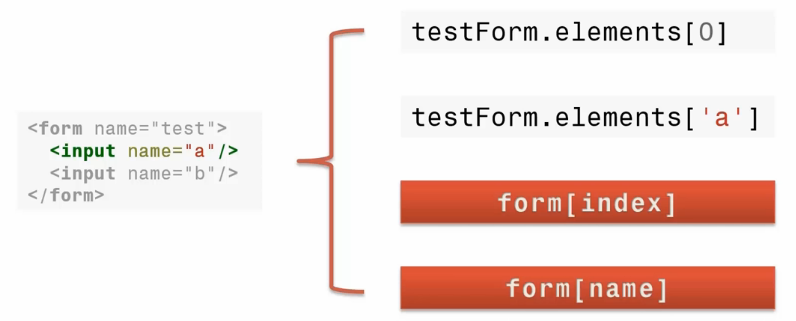 <form name="test">
<input name="a"/>
<input name="b"/>
</form>
testForm.elements[0]
testForm.elements['a']
form[index]
form[name]